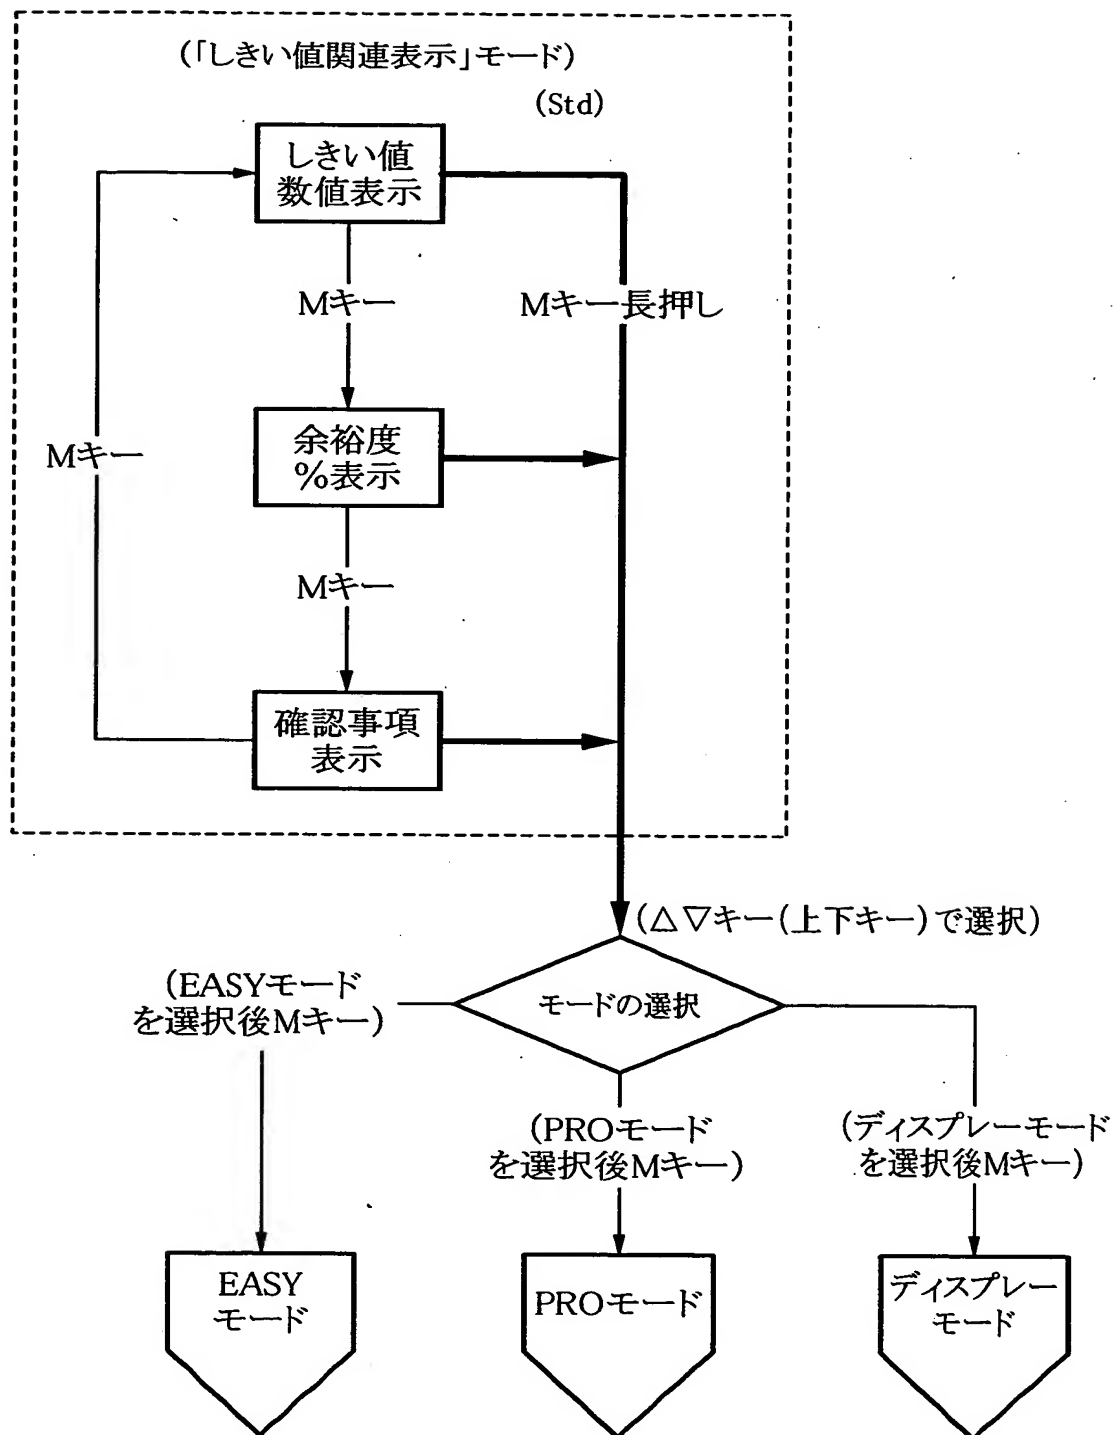 (「しきい値関連表示」モード)
(Std)
しきい値
数値表示
Mキー
Mキー長押し
余裕度
%表示
Mキー
Mキー
確認事項
表示
(△▽キー(上下キー)で選択)
モードの選択
(EASYモード
を選択後Mキー)
(PROモード
を選択後Mキー)
(ディスプレーモード
を選択後Mキー)
EASY
モード
PROモード
ディスプレー
モード